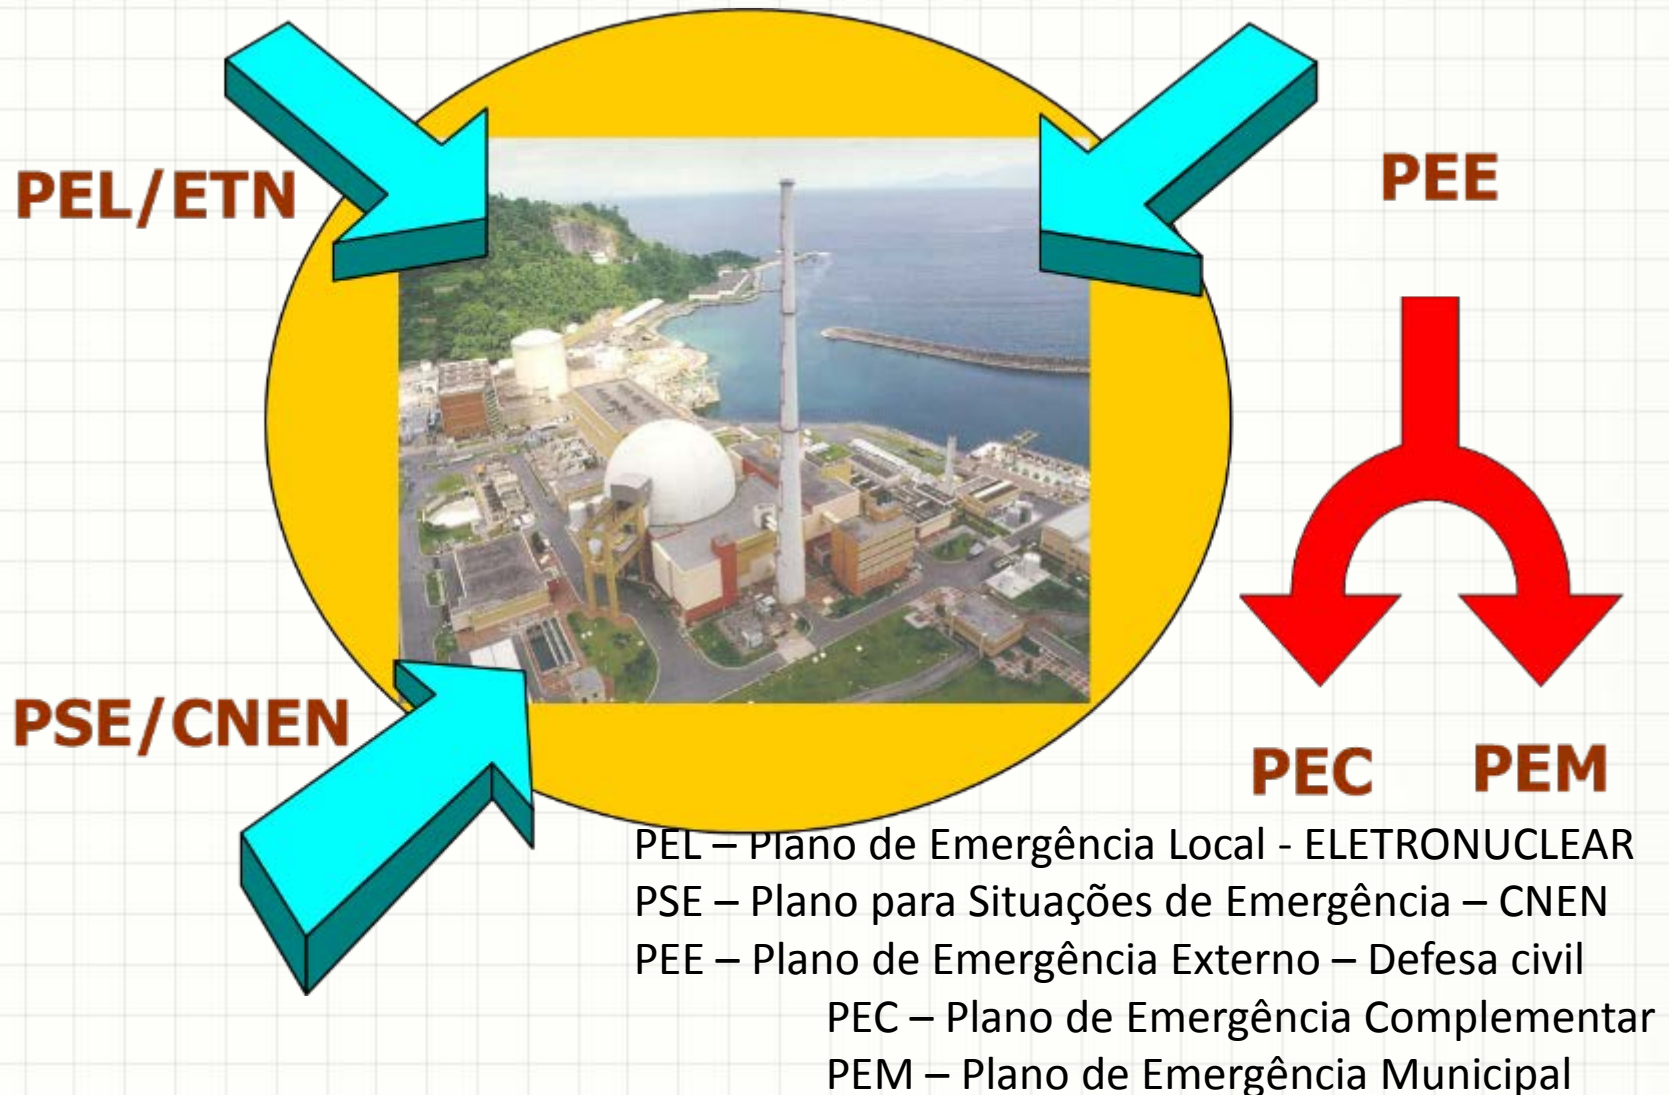 PEL/ETN
PEE
PSE/CNEN
PEC
PEM
PEL – Plano de Emergência Local - ELETRONUCLEAR
PSE – Plano para Situações de Emergência – CNEN
PEE – Plano de Emergência Externo – Defesa civil
PEC – Plano de Emergência Complementar
PEM – Plano de Emergência Municipal